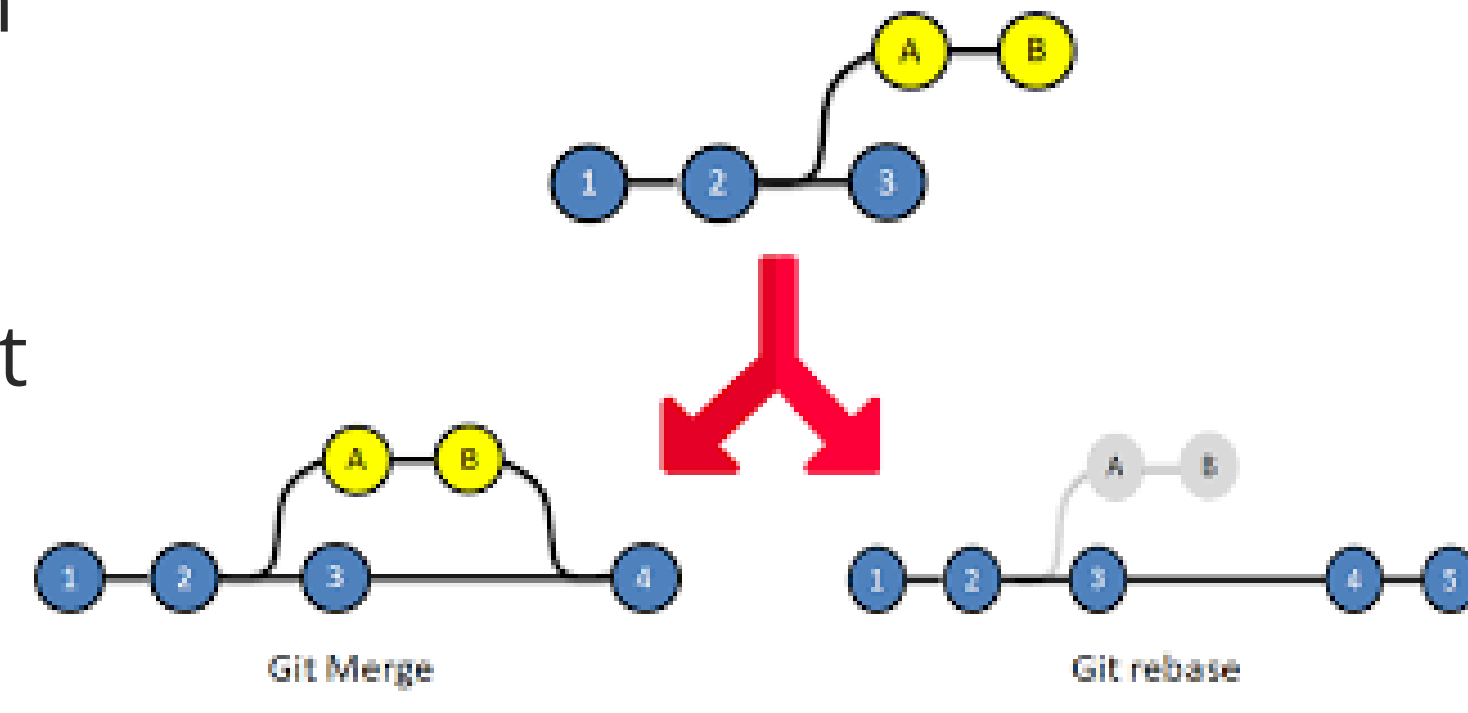 A B
1 2 3
t
A B
A B
1 2 3 4
1 2 3 4 5
Git Merge
Git rebase